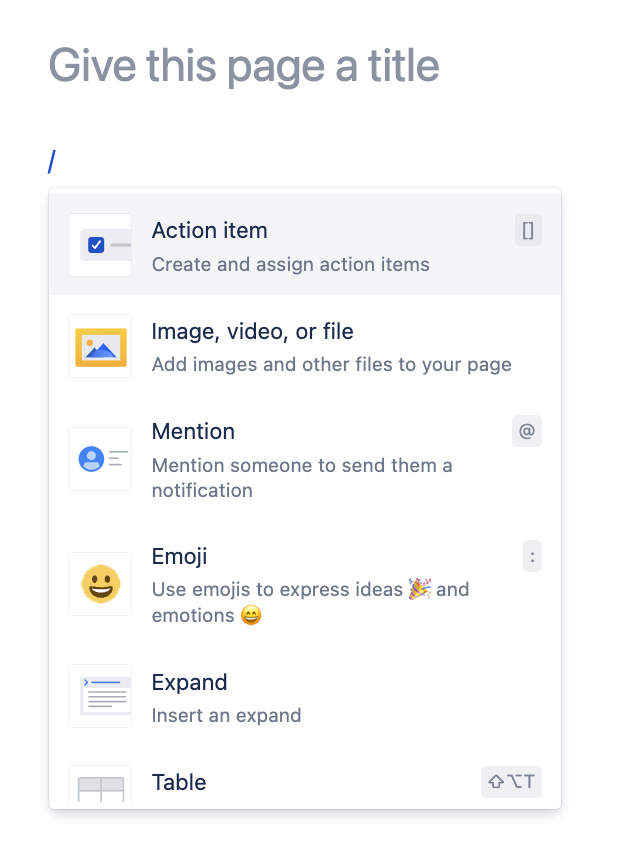 Give this page a title
/
Action item []
Create and assign action items
Image, video, or file
Add images and other files to your page
Mention @
Mention someone to send them a
notification
Emoji :
Use emojis to express ideas 🎉 and
emotions 😄
Expand
Insert an expand
Table ⇧⌥T